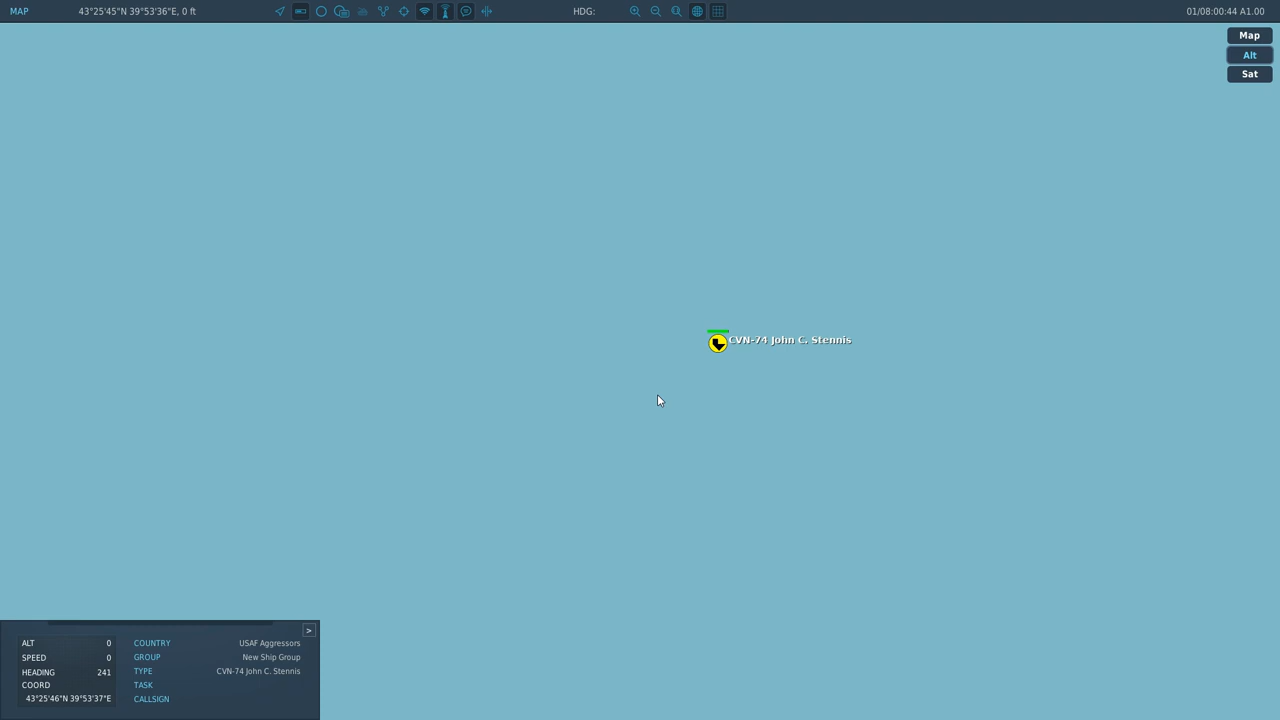 MAP 43°25'45"N 39°53'36"E, 0 ft HDG: 01/08:00:44 A1.00
Map
Alt
Sat
CVN-74 John C. Stennis
>
ALT 0 COUNTRY USAF Aggressors
SPEED 0 GROUP New Ship Group
HEADING 241 TYPE CVN-74 John C. Stennis
COORD TASK
43°25'46"N 39°53'37"E CALLSIGN